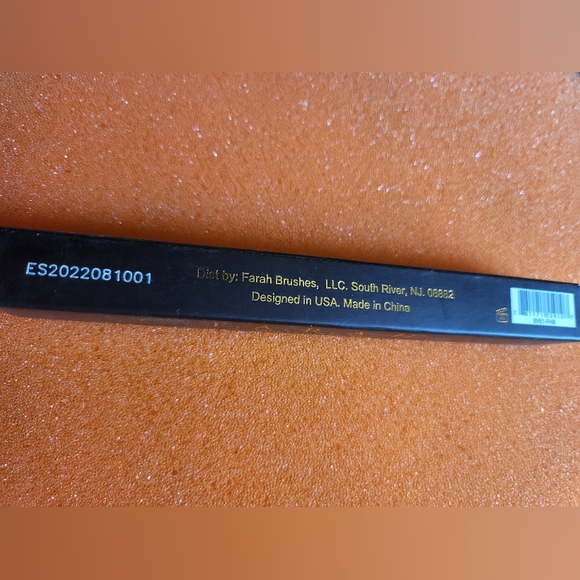 ES2022081001
Dist by: Farah Brushes, LLC. South River, NJ. 08882
Designed in USA. Made in China